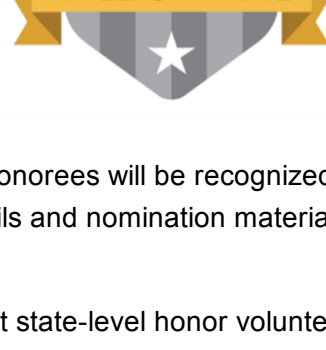 onorees will be recognized
ils and nomination materia
t state-level honor volunte